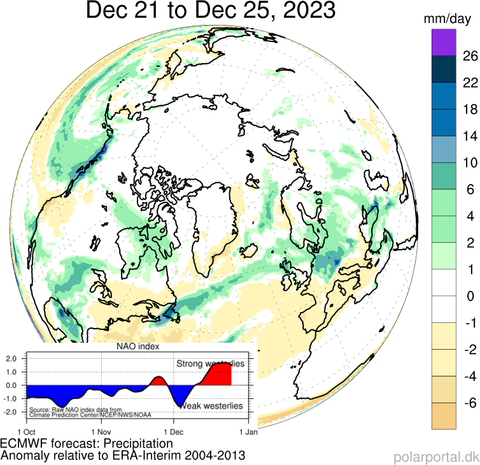 Dec 21 to Dec 25, 2023
mm/day
26
22
18
14
10
6
4
2
1
0
-1
-2
-4
-6
NAO index
2.0
1.0
0.0
-1.0
-2.0
Strong westerlies
Weak westerlies
Source: Raw NAO index data from
Climate Prediction Center/NCEP/NWS/NOAA
1 Oct
1 Nov
1 Dec
1 Jan
ECMWF forecast: Precipitation
Anomaly relative to ERA-Interim 2004-2013
polarportal.dk